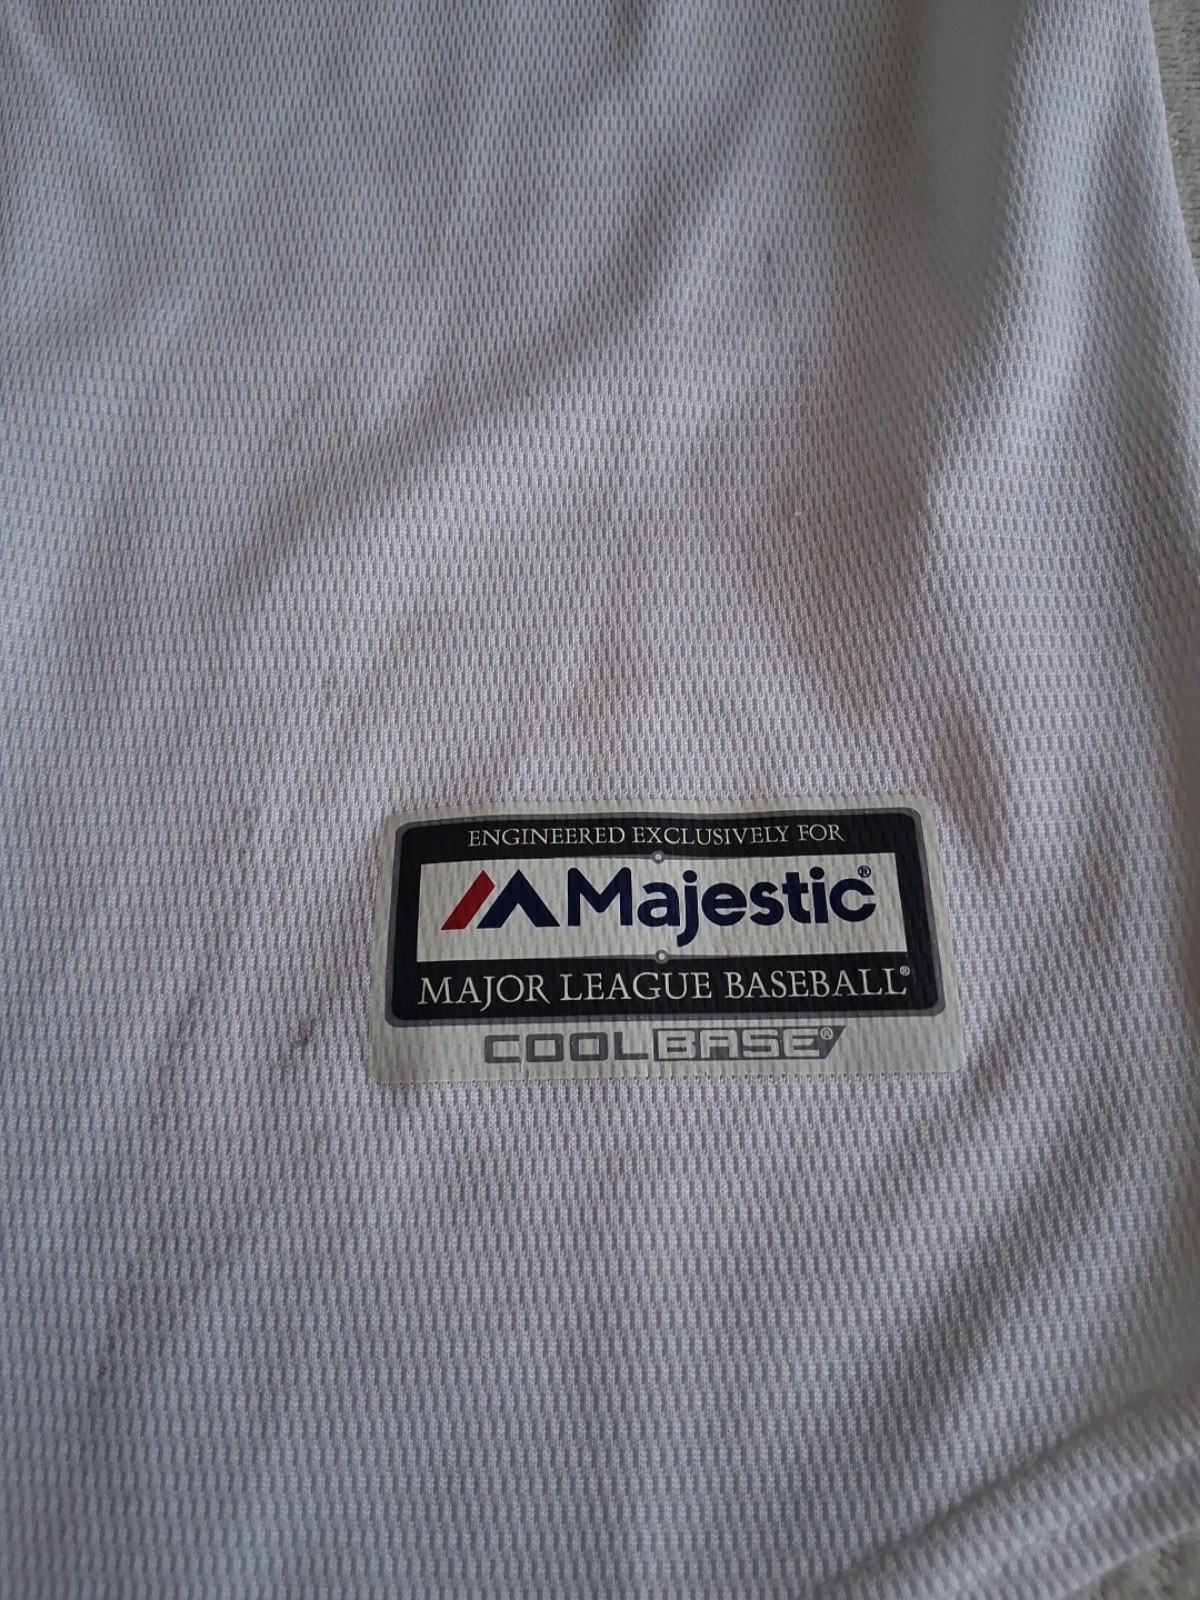 ENGINEERED EXCLUSIVELY FOR
Majestic®
MAJOR LEAGUE BASEBALL®
COOLBASE®